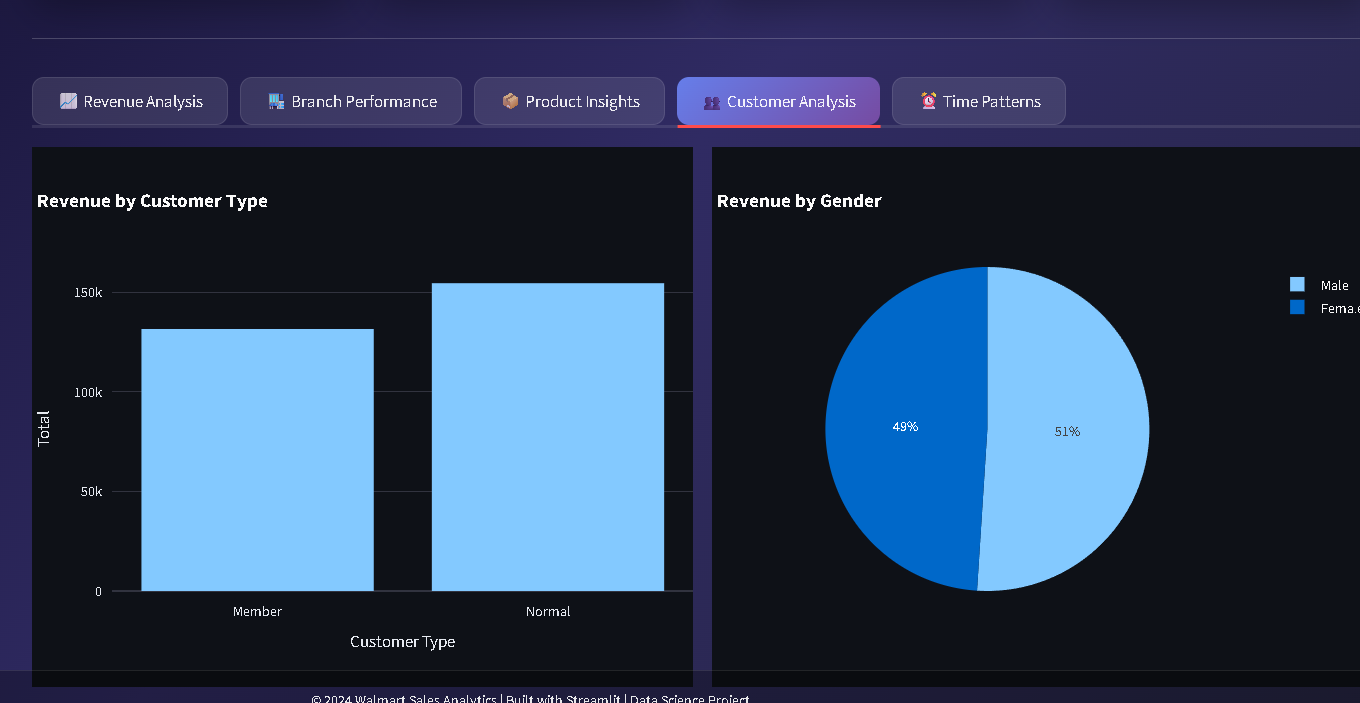 Revenue Analysis
Branch Performance
Product Insights
Customer Analysis
Time Patterns
Revenue by Customer Type
150k
100k
50k
0
Total
Member
Normal
Customer Type
Revenue by Gender
49%
51%
Male
© 2024 Walmart Sales Analytics | Built with Streamlit | Data Science Project